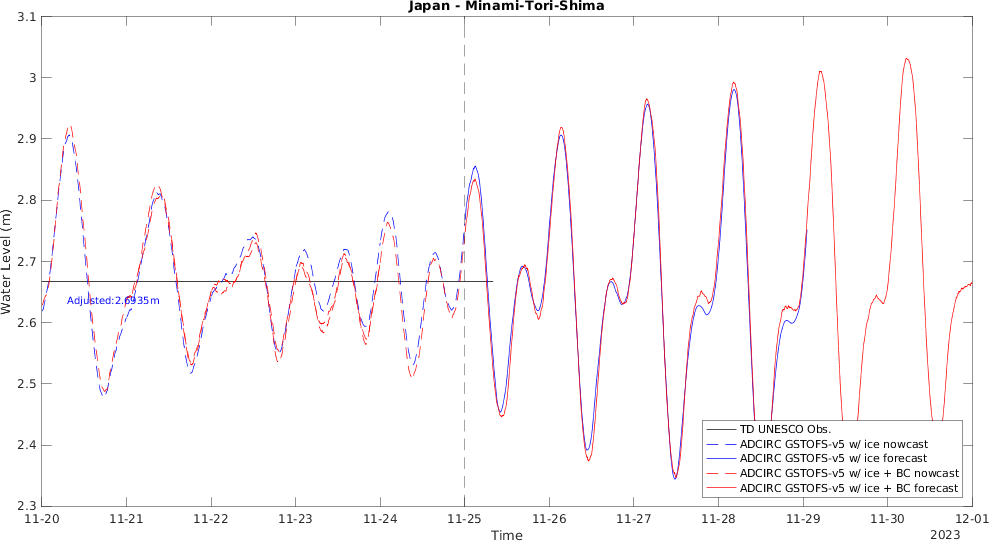 Japan - Minami-Tori-Shima
3.1
3
2.9
2.8
2.7
2.6
2.5
2.4
2.3
Water Level (m)
Adjusted:2.6935m
TD UNESCO Obs.
ADCIRC GSTOFS-v5 w/ ice nowcast
ADCIRC GSTOFS-v5 w/ ice forecast
ADCIRC GSTOFS-v5 w/ ice + BC nowcast
ADCIRC GSTOFS-v5 w/ ice + BC forecast
11-20 11-21 11-22 11-23 11-24 11-25 11-26 11-27 11-28 11-29 11-30 12-01
Time
2023